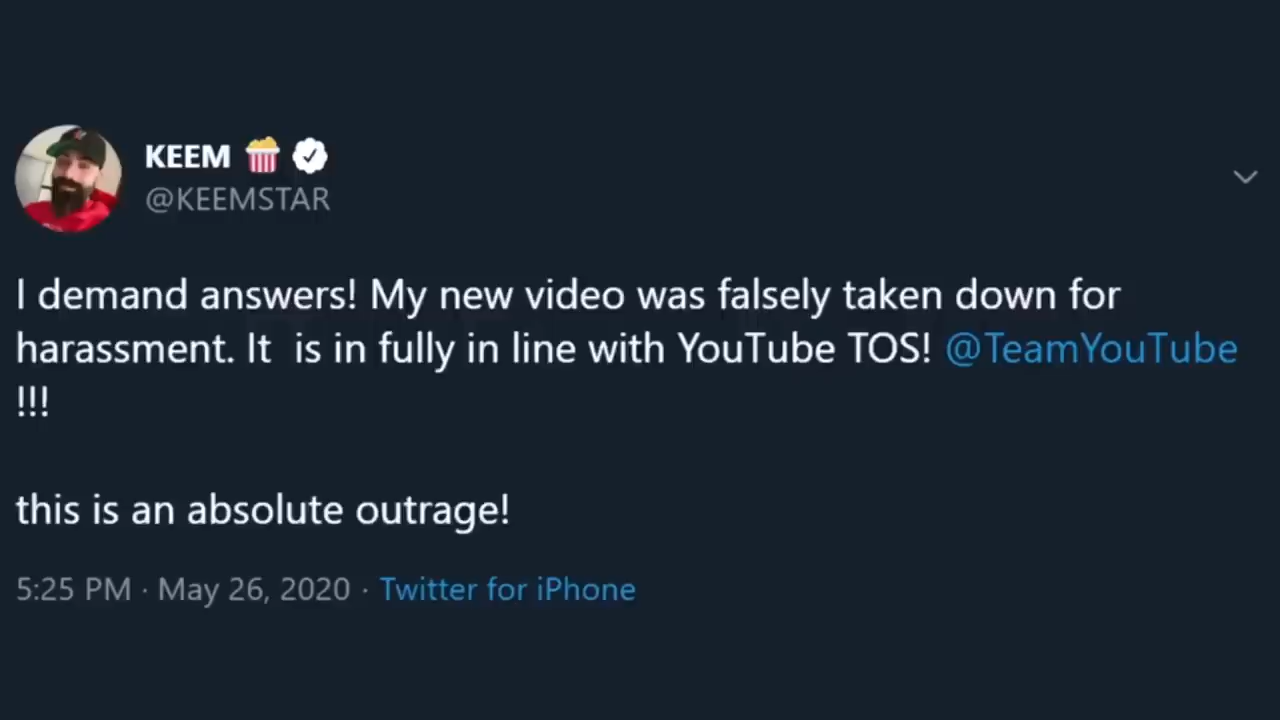 KEEM 🍿
@KEEMSTAR
I demand answers! My new video was falsely taken down for
harassment. It  is in fully in line with YouTube TOS! @TeamYouTube
!!!
this is an absolute outrage!
5:25 PM · May 26, 2020 · Twitter for iPhone